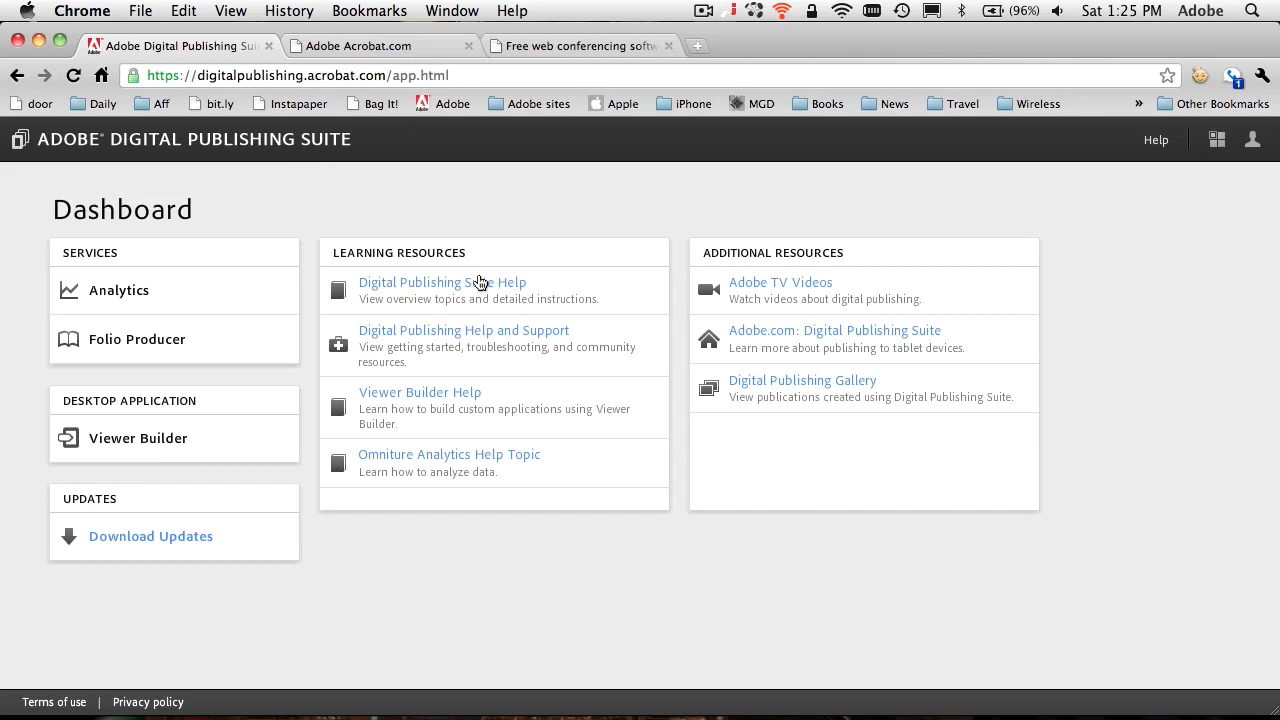 Chrome File Edit View History Bookmarks Window Help (96%) Sat 1:25 PM Adobe
Adobe Digital Publishing Sui Adobe Acrobat.com Free web conferencing softw
https://digitalpublishing.acrobat.com/app.html 1
door Daily Aff bit.ly Instapaper Bag It! Adobe Adobe sites Apple iPhone MGD Books News Travel Wireless » Other Bookmarks
ADOBE® DIGITAL PUBLISHING SUITE Help
Dashboard
SERVICES
Analytics
Folio Producer
DESKTOP APPLICATION
Viewer Builder
UPDATES
Download Updates
LEARNING RESOURCES
Digital Publishing Suite Help
View overview topics and detailed instructions.
Digital Publishing Help and Support
View getting started, troubleshooting, and community
resources.
Viewer Builder Help
Learn how to build custom applications using Viewer
Builder.
Omniture Analytics Help Topic
Learn how to analyze data.
ADDITIONAL RESOURCES
Adobe TV Videos
Watch videos about digital publishing.
Adobe.com: Digital Publishing Suite
Learn more about publishing to tablet devices.
Digital Publishing Gallery
View publications created using Digital Publishing Suite.
Terms of use | Privacy policy